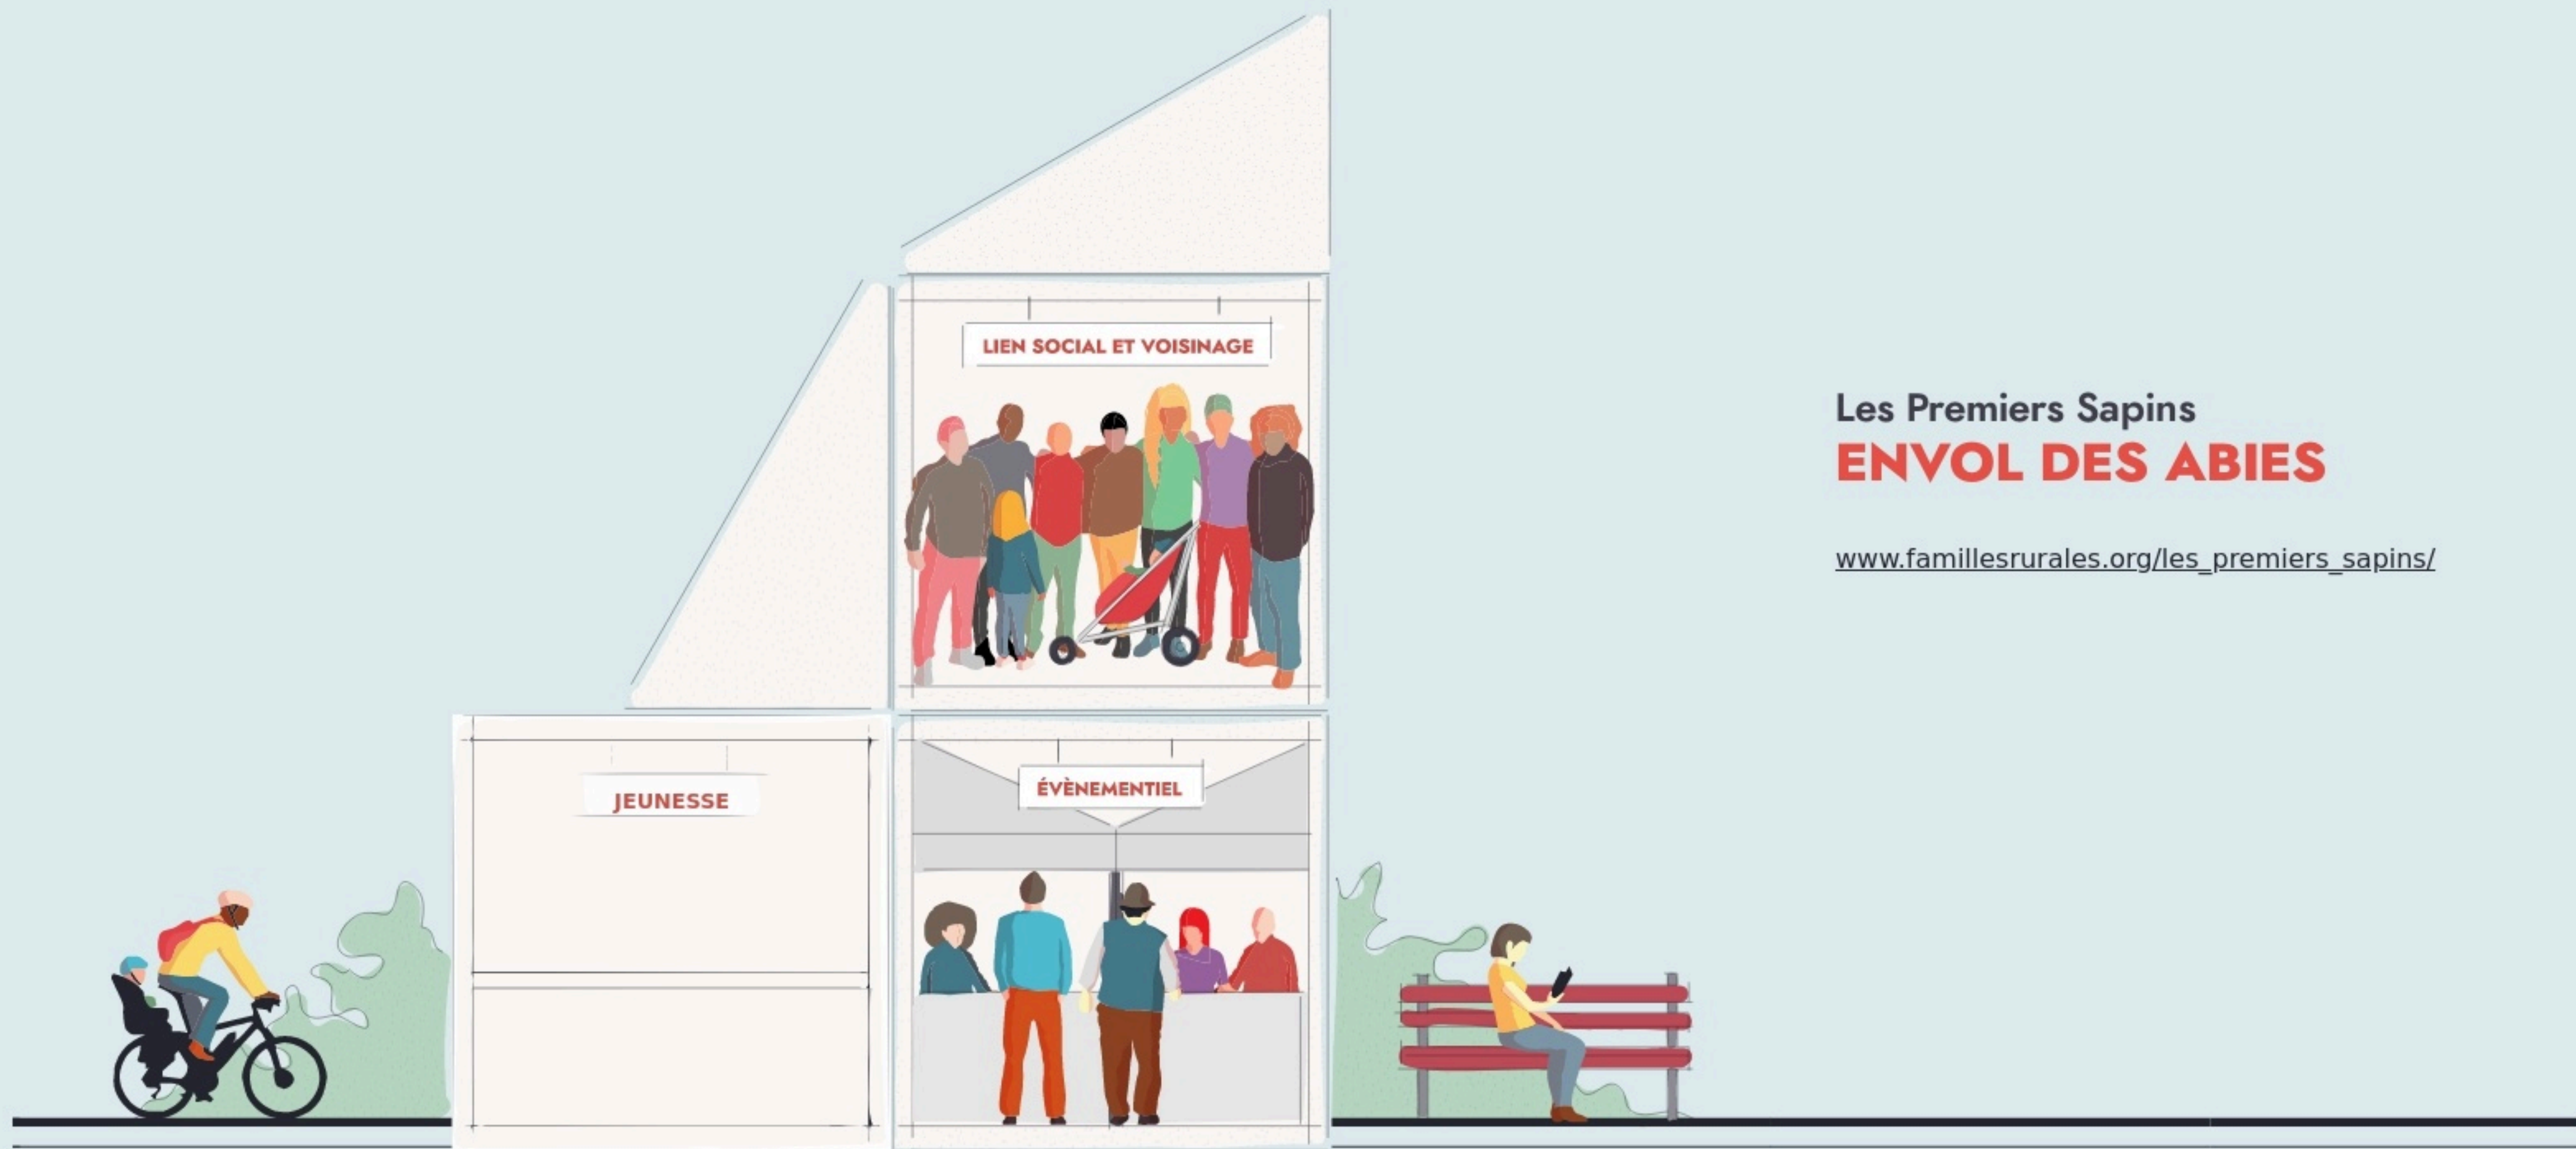 LIEN SOCIAL ET VOISINAGE
Les Premiers Sapins
ENVOL DES ABIES
www.famillesrurales.org/les_premiers_sapins/
JEUNESSE
ÉVÈNEMENTIEL